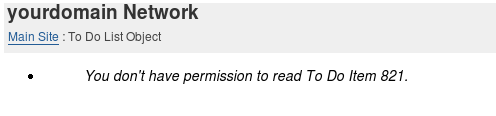 yourdomain Network
Main Site : To Do List Object
• You don't have permission to read To Do Item 821.